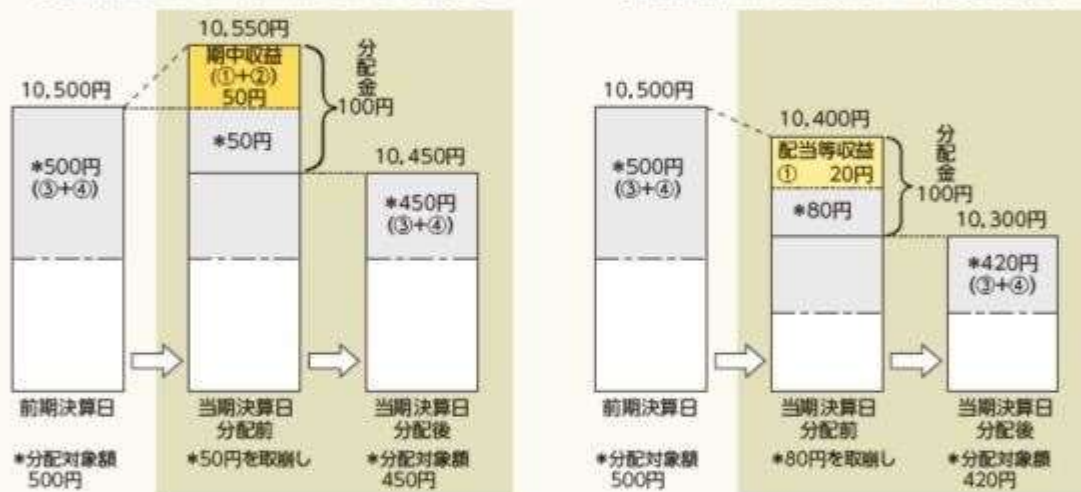 10,550円
期中収益
(①+②)
50円
*50円
分配金
100円
10,500円
*500円
(③+④)
10,450円
*450円
(③+④)
前期決算日
当期決算日
分配前
当期決算日
分配後
*分配対象額
500円
*50円を取崩し
*分配対象額
450円
10,500円
*500円
(③+④)
10,400円
配当等収益
① 20円
*80円
分配金
100円
10,300円
*420円
(③+④)
前期決算日
当期決算日
分配前
当期決算日
分配後
*分配対象額
500円
*80円を取崩し
*分配対象額
420円